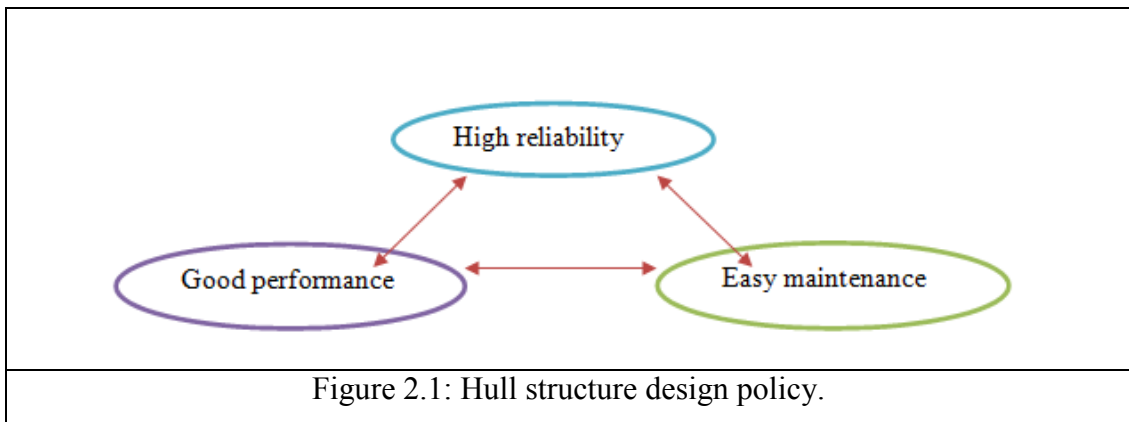 High reliability
Good performance
Easy maintenance
Figure 2.1: Hull structure design policy.